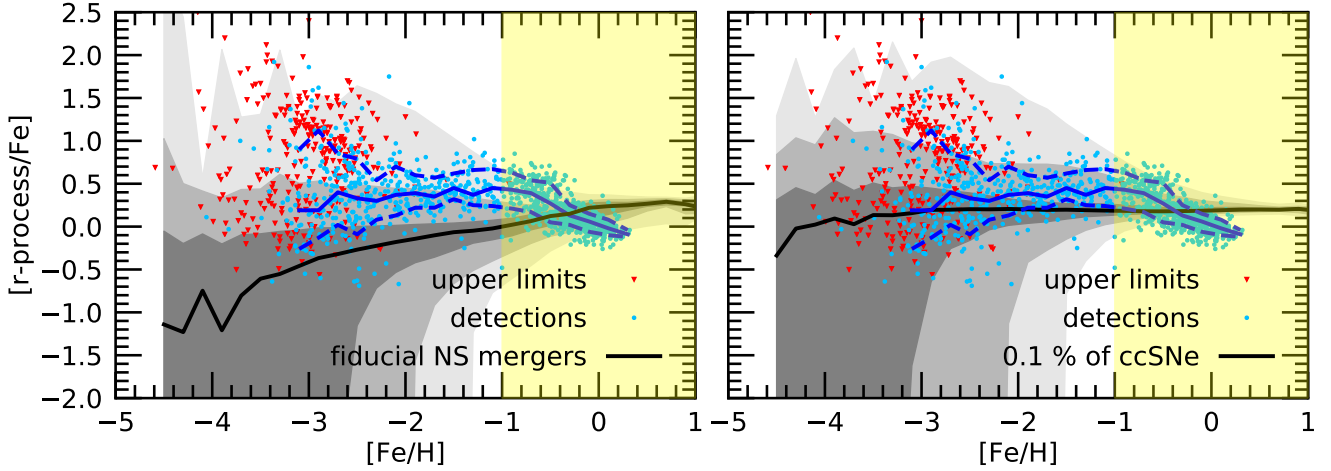 2.5
2.0
1.5
1.0
0.5
0.0
−0.5
−1.0
−1.5
−2.0
[r-process/Fe]
upper limits
detections
fiducial NS mergers
−5 −4 −3 −2 −1 0 1
[Fe/H]
upper limits
detections
0.1 % of ccSNe
−5 −4 −3 −2 −1 0 1
[Fe/H]